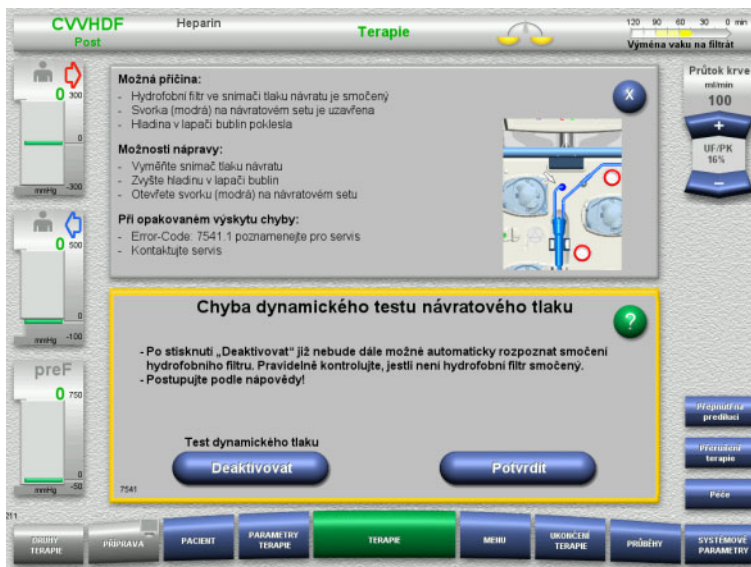 CVVHDF
Post
Heparin
Terapie
120 90 60 30 0 min
Výměna vaku na filtrát
0
300
0
mmHg
-300
0
500
0
mmHg
-100
preF
0
750
0
mmHg
-50
Možná příčina:
- Hydrofobní filtr ve snímači tlaku návratu je smočený
- Svorka (modrá) na návratovém setu je uzavřena
- Hladina v lapači bublin poklesla
Možnosti nápravy:
- Vyměňte snímač tlaku návratu
- Zvyšte hladinu v lapači bublin
- Otevřete svorku (modrá) na návratovém setu
Při opakovaném výskytu chyby:
- Error-Code: 7541.1 poznamenejte pro servis
- Kontaktujte servis
X
Průtok krve
ml/min
100
+
UF/PK
16%
−
Chyba dynamického testu návratového tlaku
?
- Po stisknutí „Deaktivovat“ již nebude dále možné automaticky rozpoznat smočení
hydrofobního filtru. Pravidelně kontrolujte, jestli není hydrofobní filtr smočený.
- Postupujte podle nápovědy!
Test dynamického tlaku
Deaktivovat
Potvrdit
7541
Přepnutí na
prediluci
Přerušení
terapie
Péče
211
DRUHY
TERAPIE
PŘÍPRAVA
PACIENT
PARAMETRY
TERAPIE
TERAPIE
MENU
UKONČENÍ
TERAPIE
PRŮBĚHY
SYSTÉMOVÉ
PARAMETRY